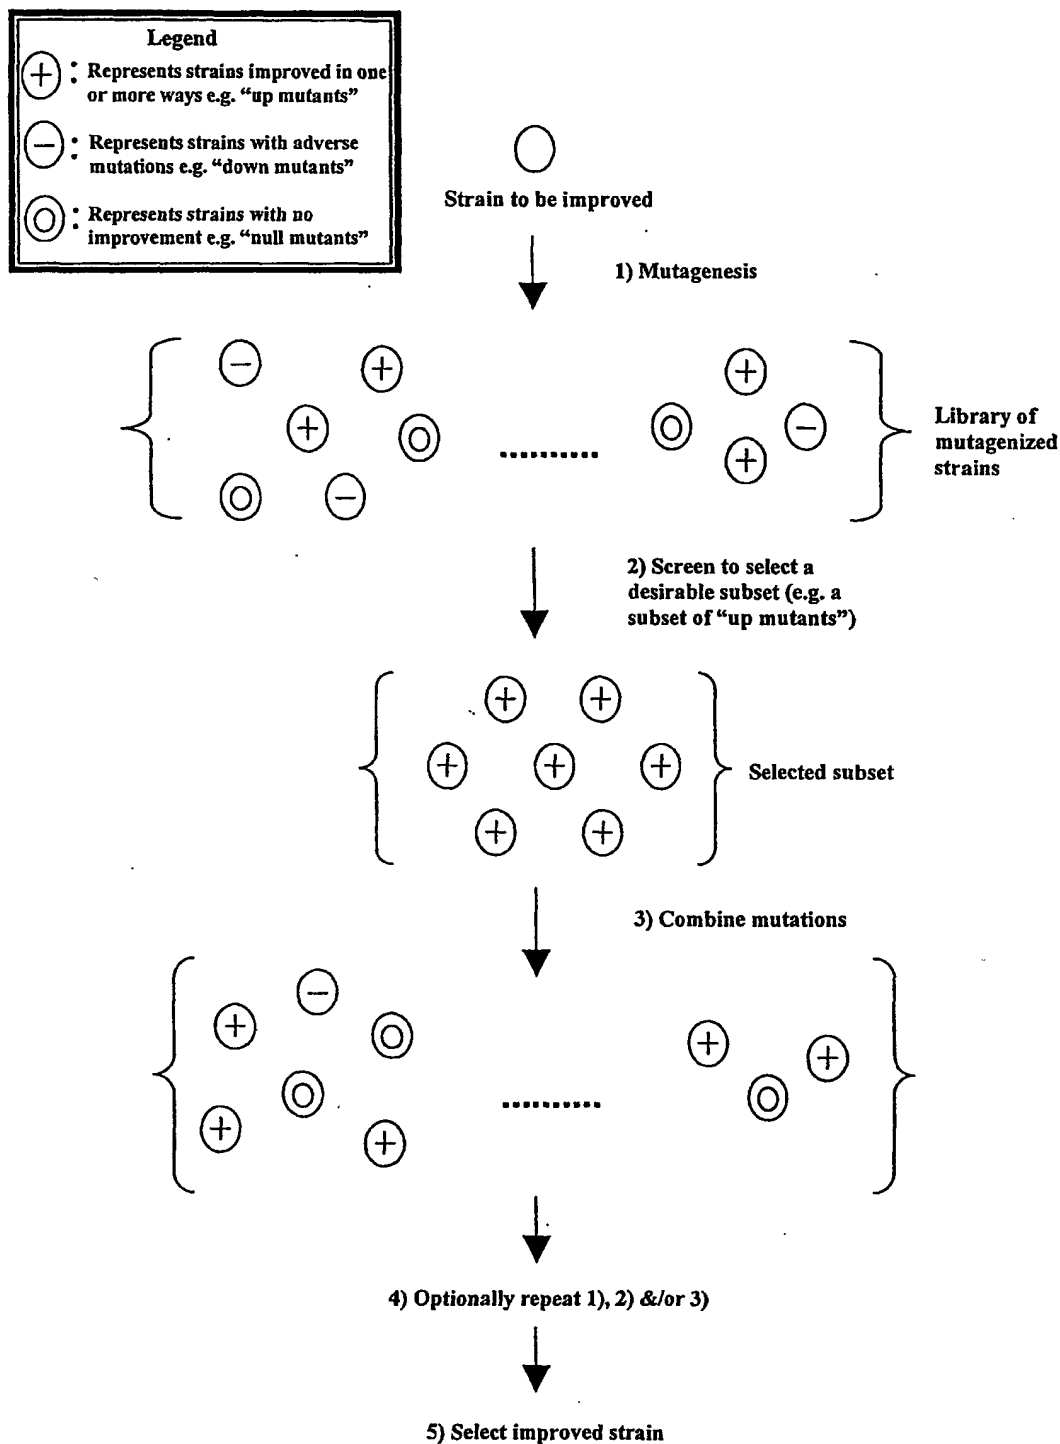 Legend
+ : Represents strains improved in one
or more ways e.g. “up mutants”
− : Represents strains with adverse
mutations e.g. “down mutants”
: Represents strains with no
improvement e.g. “null mutants”
Strain to be improved
1) Mutagenesis
Library of
mutagenized
strains
2) Screen to select a
desirable subset (e.g. a
subset of “up mutants”)
Selected subset
3) Combine mutations
4) Optionally repeat 1), 2) &/or 3)
5) Select improved strain